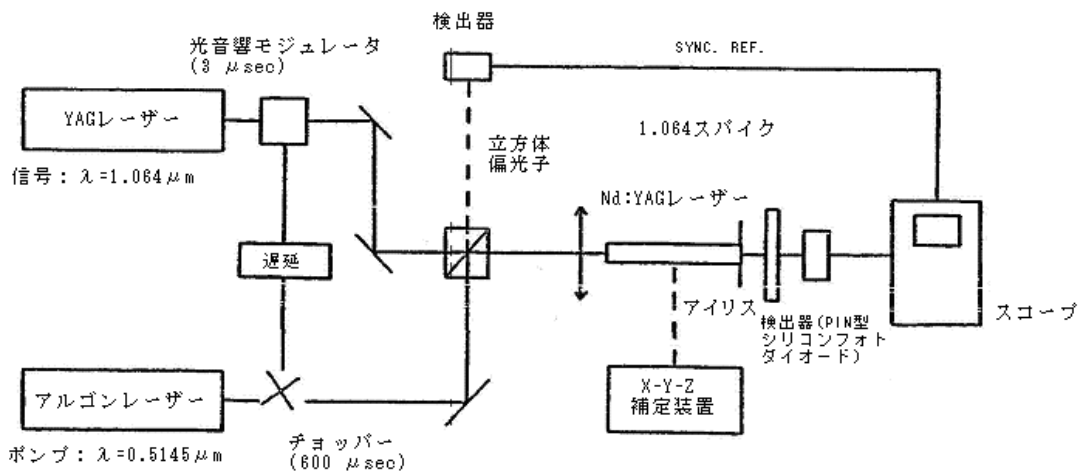 検出器
光音響モジュレータ
(3 μsec)
SYNC. REF.
YAGレーザー
1.064スパイク
立方体
偏光子
信号: λ=1.064μm
Nd:YAGレーザー
遅延
アイリス
スコープ
検出器(PIN型
シリコンフォト
ダイオード)
アルゴンレーザー
X-Y-Z
補定装置
チョッパー
(600 μsec)
ポンプ: λ=0.5145μm